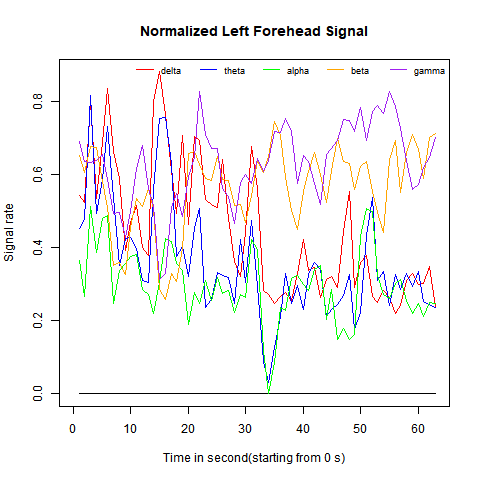 Normalized Left Forehead Signal
delta theta alpha beta gamma
Signal rate
0.8
0.6
0.4
0.2
0.0
0 10 20 30 40 50 60
Time in second(starting from 0 s)